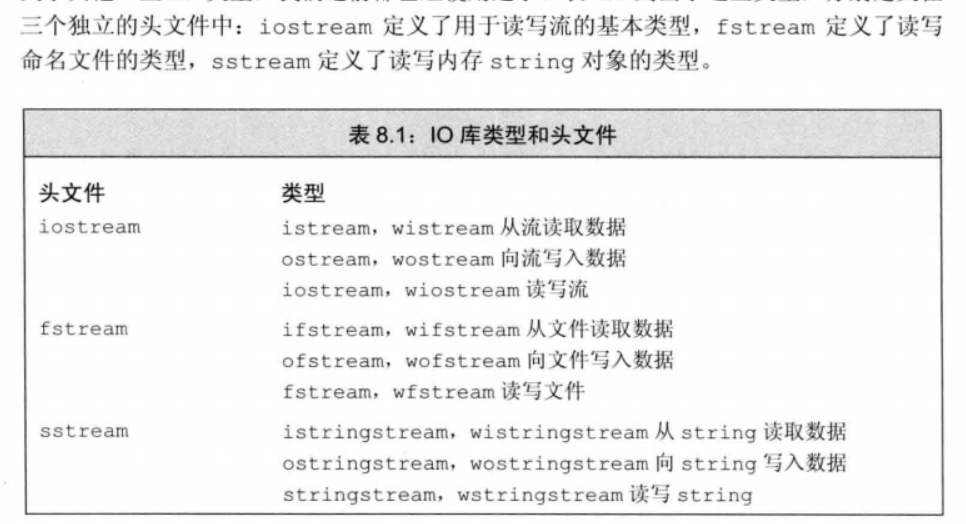 三个独立的头文件中：iostream 定义了用于读写流的基本类型，fstream 定义了读写
命名文件的类型，sstream 定义了读写内存 string 对象的类型。
表 8.1：IO 库类型和头文件
头文件 类型
iostream istream，wistream 从流读取数据
ostream，wostream 向流写入数据
iostream，wiostream 读写流
fstream ifstream，wifstream 从文件读取数据
ofstream，wofstream 向文件写入数据
fstream，wfstream 读写文件
sstream istringstream，wistringstream 从 string 读取数据
ostringstream，wostringstream 向 string 写入数据
stringstream，wstringstream 读写 string